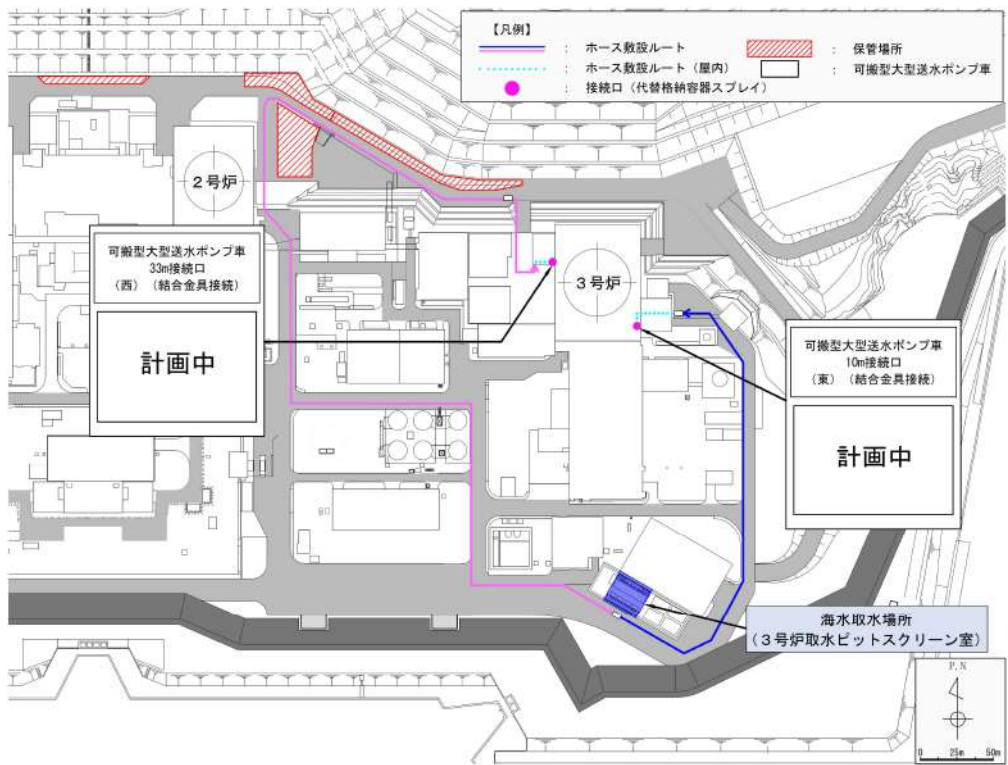 【凡例】
： ホース敷設ルート
： ホース敷設ルート（屋内）
： 接続口（代替格納容器スプレイ）
： 保管場所
： 可搬型大型送水ポンプ車
２号炉
３号炉
可搬型大型送水ポンプ車
33m接続口
（西）（結合金具接続）
計画中
可搬型大型送水ポンプ車
10m接続口
（東）（結合金具接続）
計画中
海水取水場所
（３号炉取水ピットスクリーン室）
P.N
0 25m 50m